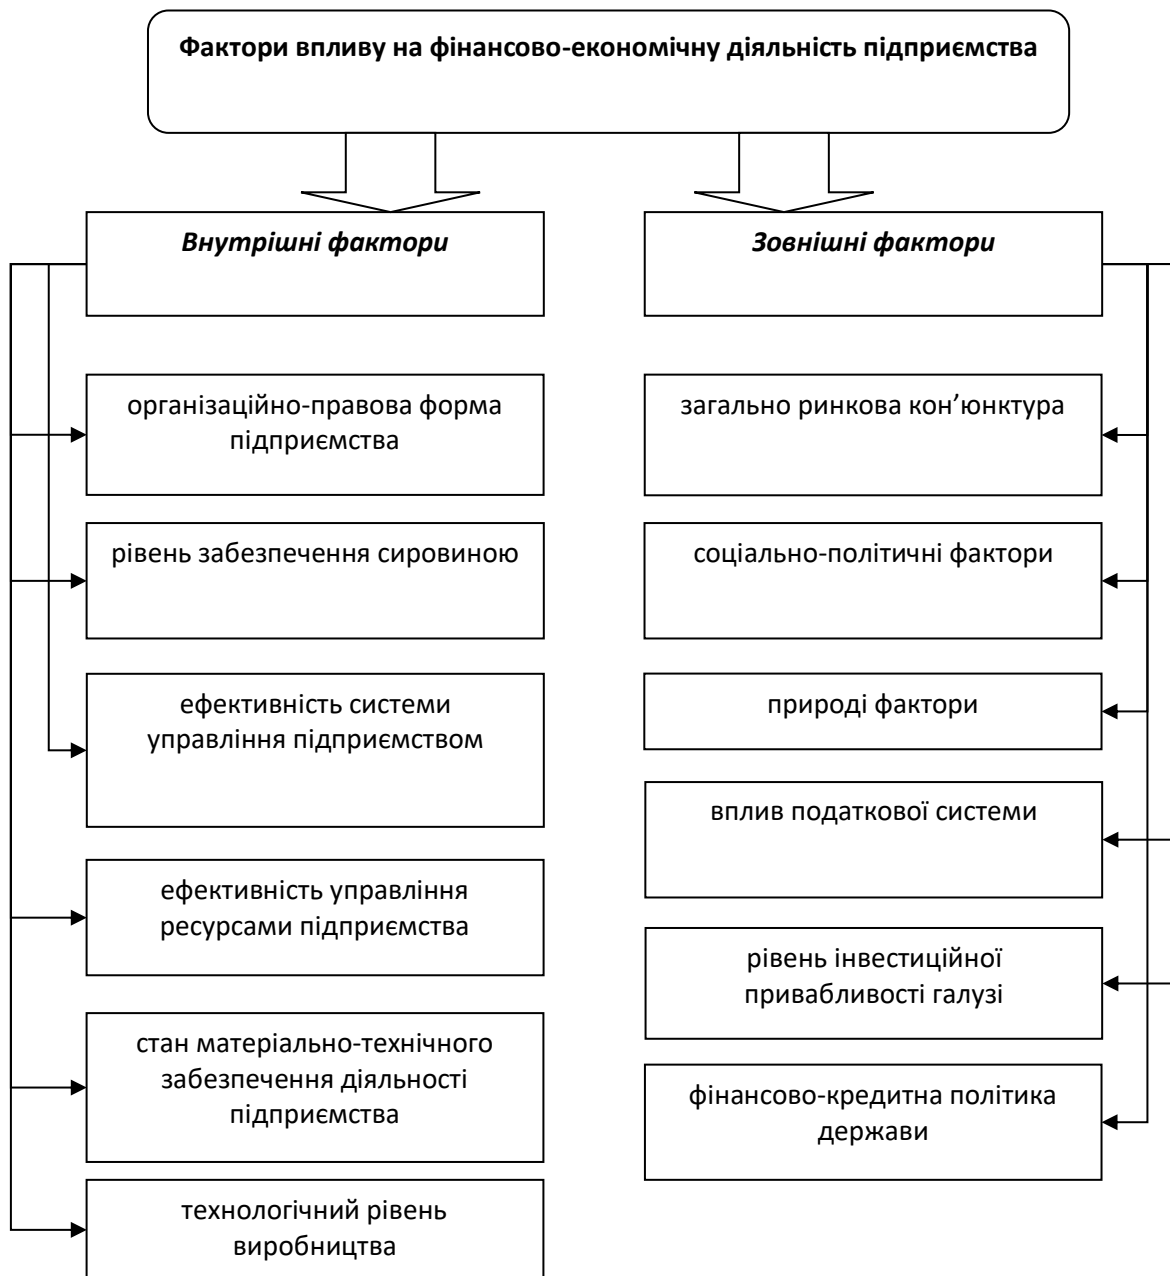 Фактори впливу на фінансово-економічну діяльність підприємства
Внутрішні фактори
організаційно-правова форма
підприємства
рівень забезпечення сировиною
ефективність системи
управління підприємством
ефективність управління
ресурсами підприємства
стан матеріально-технічного
забезпечення діяльності
підприємства
технологічний рівень
виробництва
Зовнішні фактори
загально ринкова кон’юнктура
соціально-політичні фактори
природі фактори
вплив податкової системи
рівень інвестиційної
привабливості галузі
фінансово-кредитна політика
держави